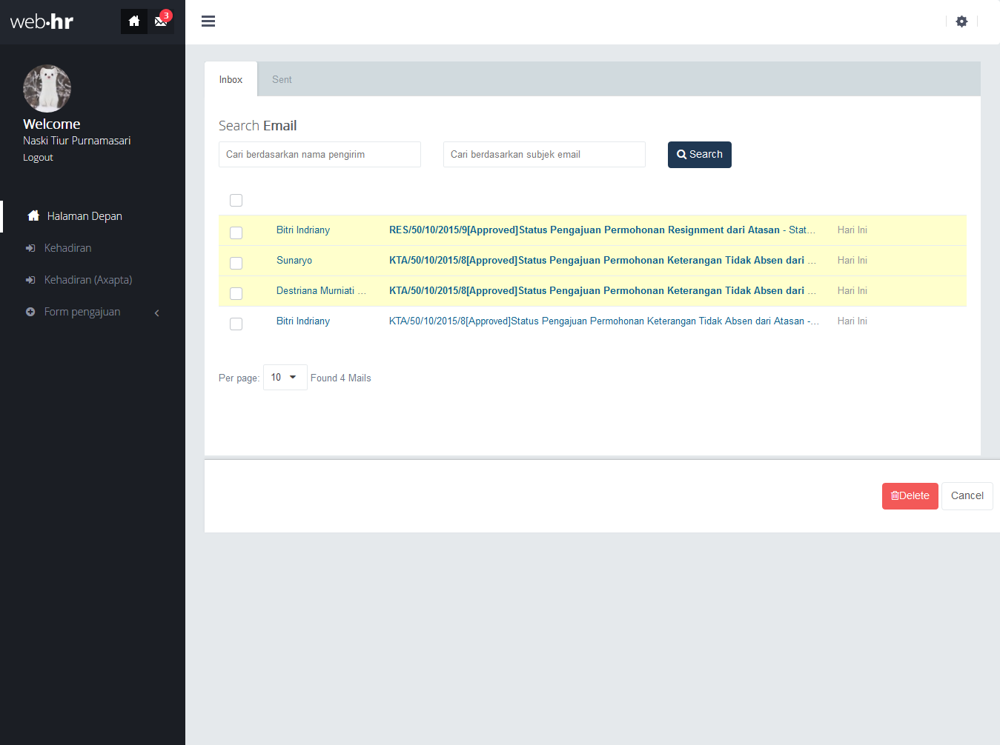 web•hr
3
Welcome
Naski Tiur Purnamasari
Logout
Halaman Depan
Kehadiran
Kehadiran (Axapta)
Form pengajuan
Inbox
Sent
Search Email
Cari berdasarkan nama pengirim
Cari berdasarkan subjek email
Search
Bitri Indriany RES/50/10/2015/9[Approved]Status Pengajuan Permohonan Resignment dari Atasan - Stat... Hari Ini
Sunaryo KTA/50/10/2015/8[Approved]Status Pengajuan Permohonan Keterangan Tidak Absen dari ... Hari Ini
Destriana Murniati ... KTA/50/10/2015/8[Approved]Status Pengajuan Permohonan Keterangan Tidak Absen dari ... Hari Ini
Bitri Indriany KTA/50/10/2015/8[Approved]Status Pengajuan Permohonan Keterangan Tidak Absen dari Atasan -... Hari Ini
Per page: 10 Found 4 Mails
Delete
Cancel